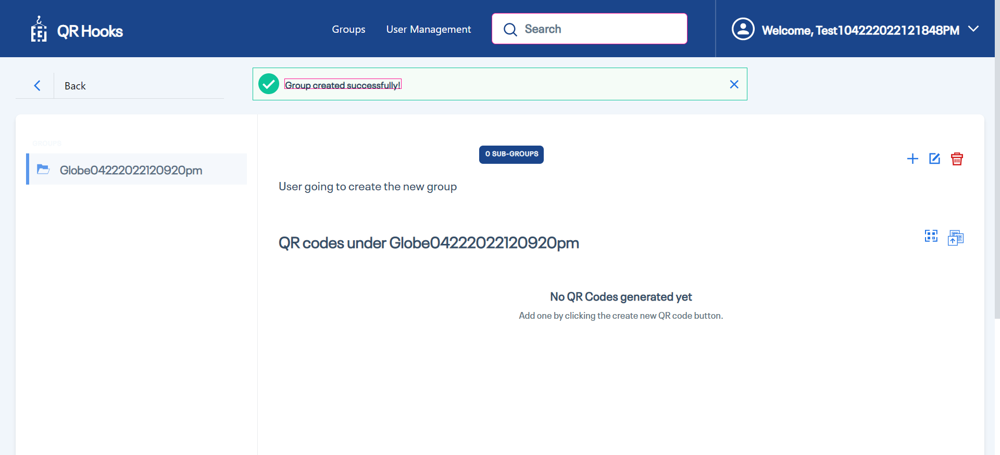 QR Hooks
Groups
User Management
Search
Welcome, Test104222022121848PM
Back
Group created successfully!
GROUPS
Globe04222022120920pm
0 SUB-GROUPS
User going to create the new group
QR codes under Globe04222022120920pm
No QR Codes generated yet
Add one by clicking the create new QR code button.